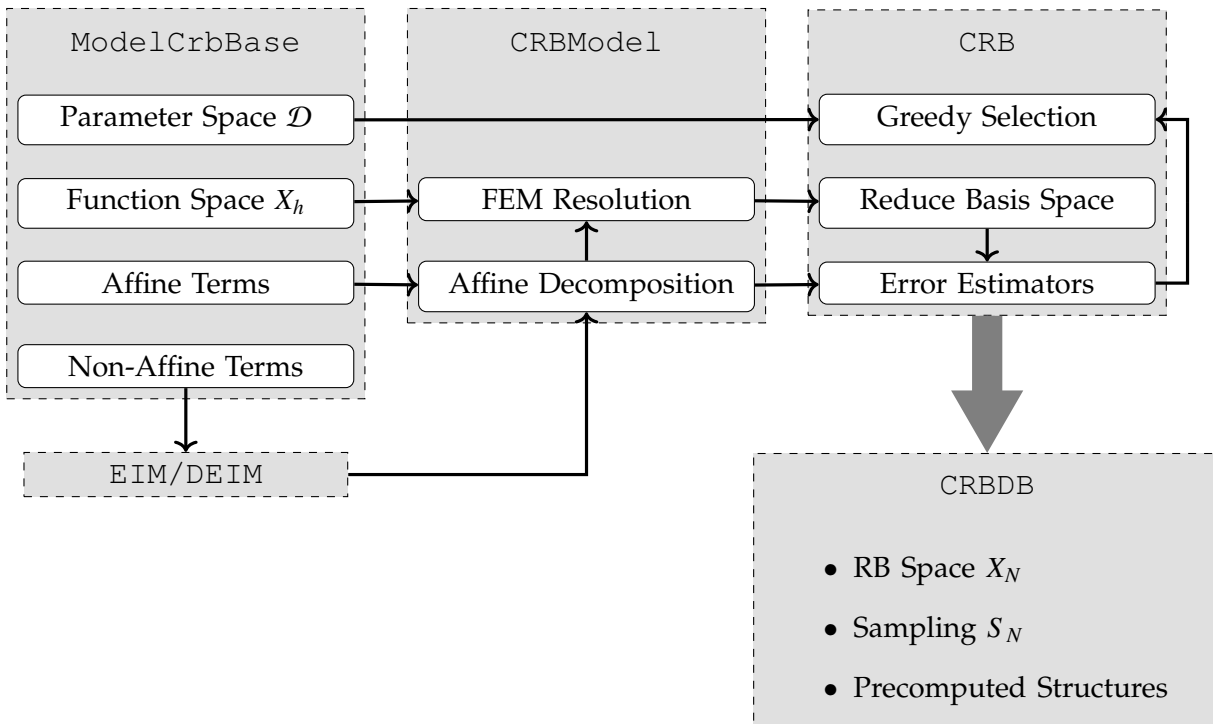 ModelCrbBase
Parameter Space 𝒟
Function Space X_h
Affine Terms
Non-Affine Terms
EIM/DEIM
CRBModel
FEM Resolution
Affine Decomposition
CRB
Greedy Selection
Reduce Basis Space
Error Estimators
CRBDB
• RB Space X_N
• Sampling S_N
• Precomputed Structures